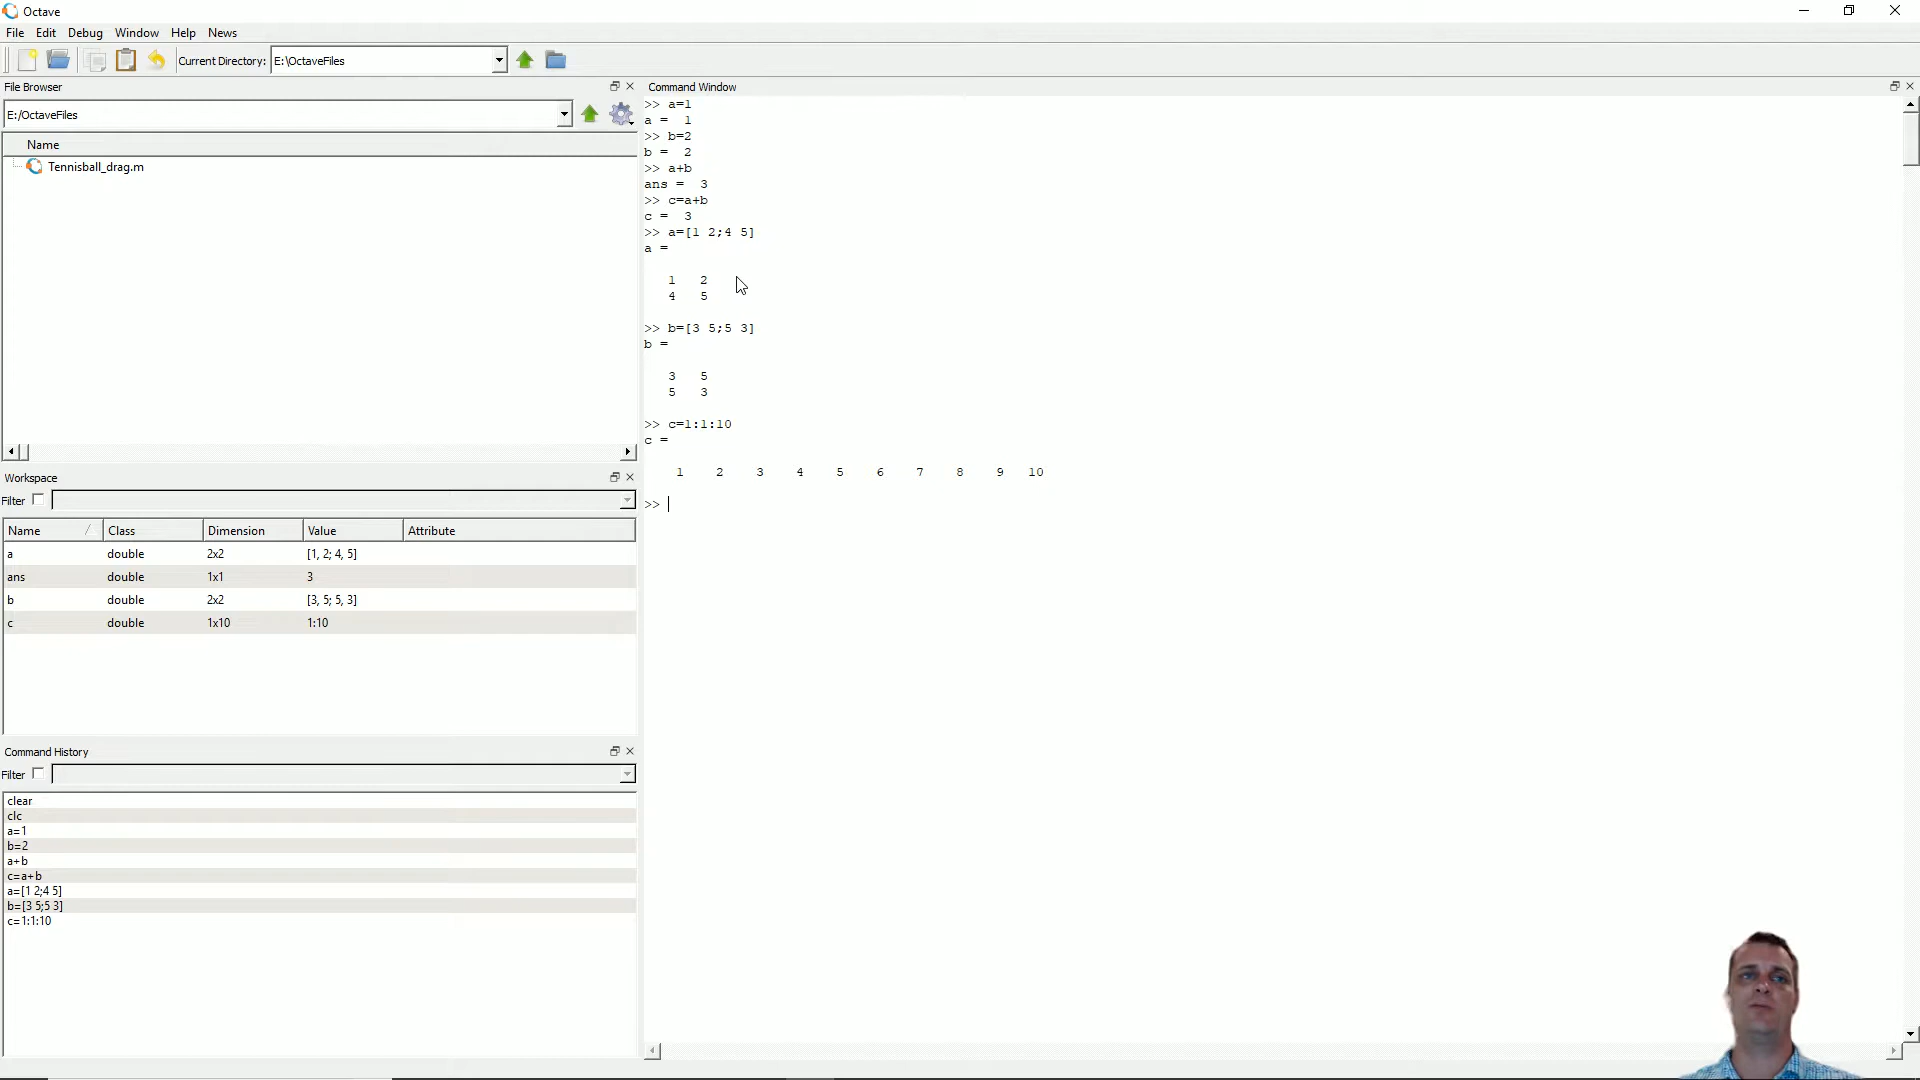 Octave
File Edit Debug Window Help News
Current Directory: E:\OctaveFiles
File Browser
E:/OctaveFiles
Name
Tennisball_drag.m
Workspace
Filter
Name Class Dimension Value Attribute
a double 2x2 [1, 2; 4, 5]
ans double 1x1 3
b double 2x2 [3, 5; 5, 3]
c double 1x10 1:10
Command History
Filter
clear
clc
a=1
b=2
a+b
c=a+b
a=[1 2;4 5]
b=[3 5;5 3]
c=1:1:10
Command Window
>> a=1
a = 1
>> b=2
b = 2
>> a+b
ans = 3
>> c=a+b
c = 3
>> a=[1 2;4 5]
a =
1 2
4 5
>> b=[3 5;5 3]
b =
3 5
5 3
>> c=1:1:10
c =
1 2 3 4 5 6 7 8 9 10
>>